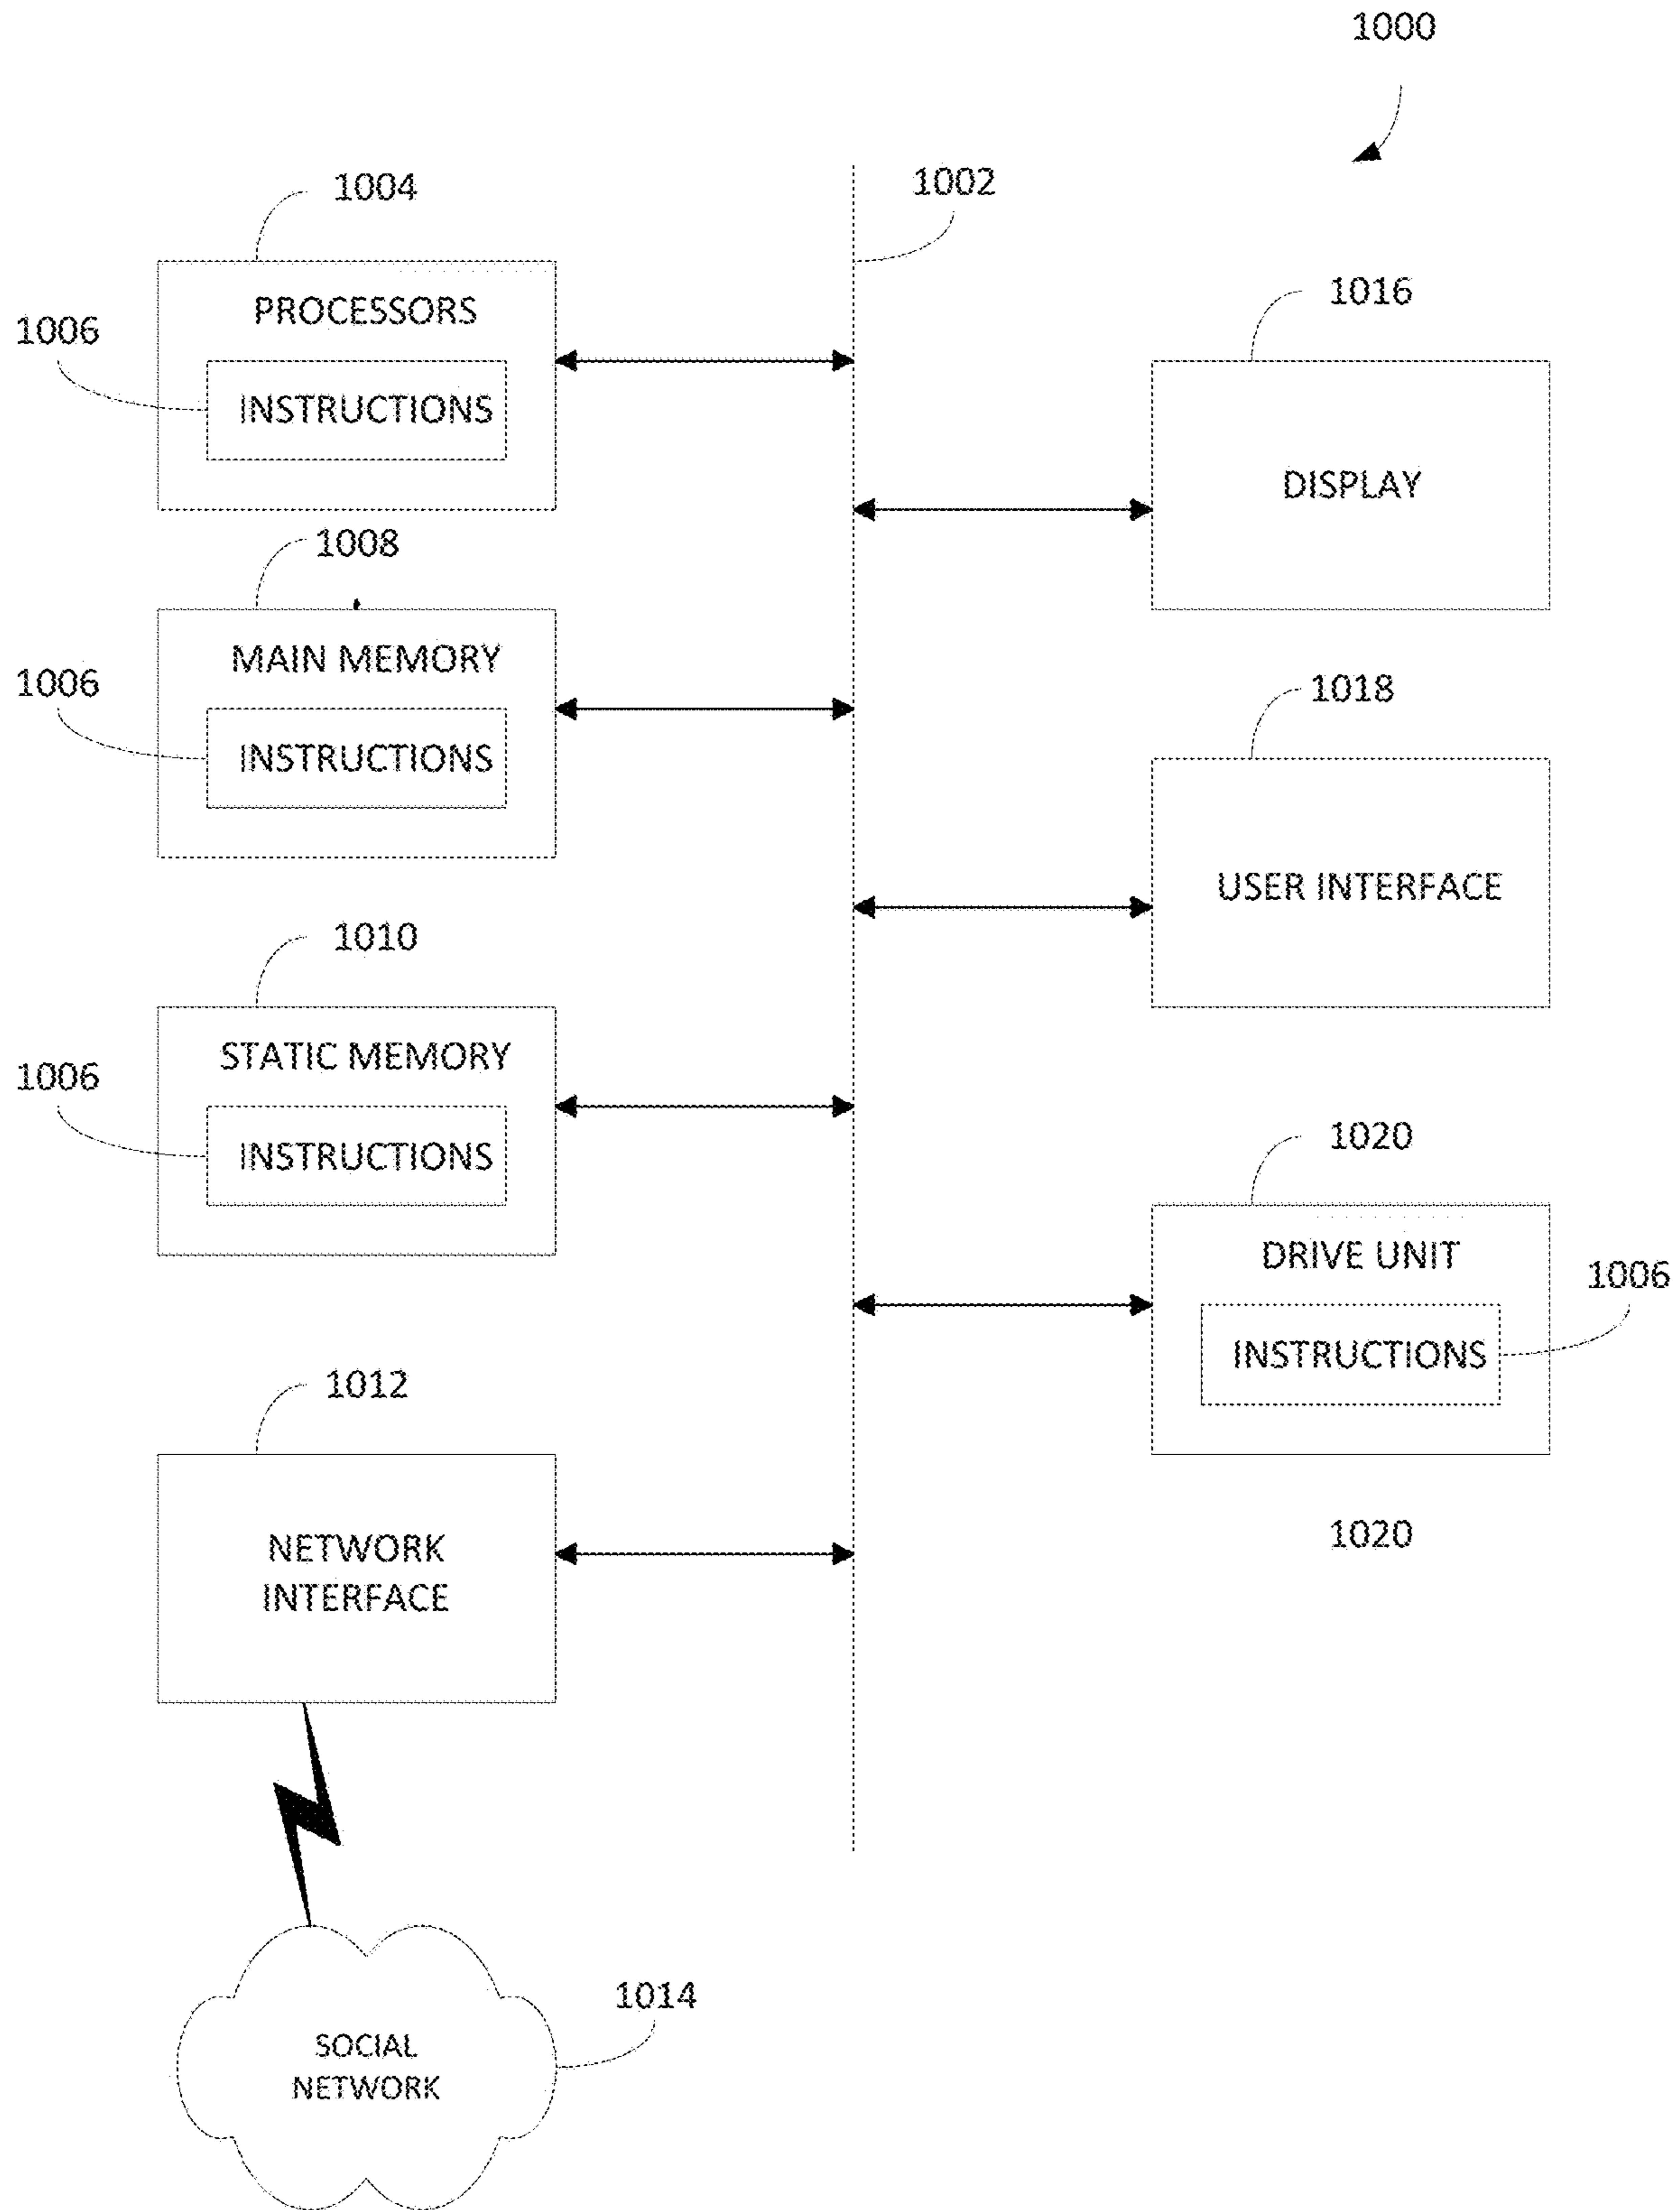 1000
1004
1002
PROCESSORS
1016
1006
INSTRUCTIONS
DISPLAY
1008
MAIN MEMORY
1006
1018
INSTRUCTIONS
USER INTERFACE
1010
STATIC MEMORY
1006
1020
INSTRUCTIONS
DRIVE UNIT
1006
INSTRUCTIONS
1012
1020
NETWORK
INTERFACE
1014
SOCIAL
NETWORK